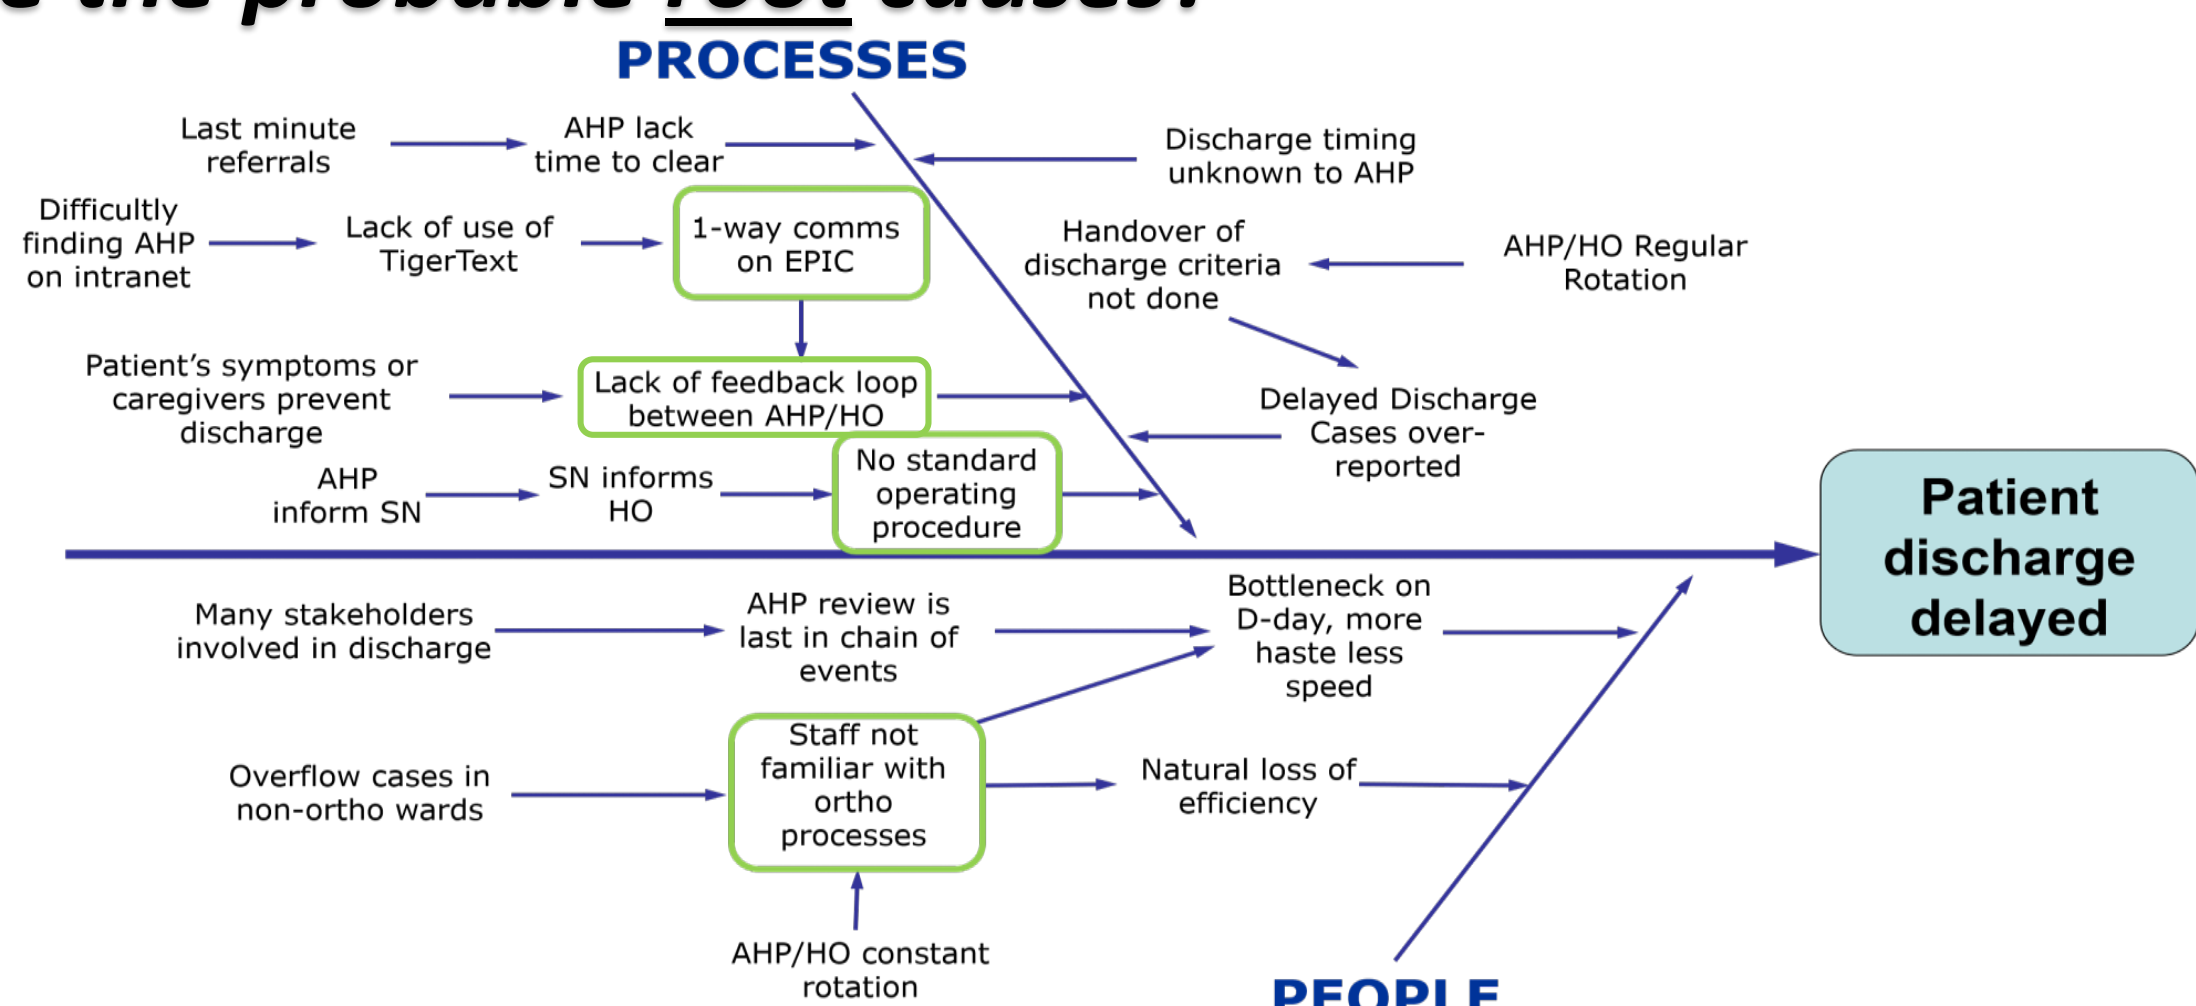 e the probable root causes?
PROCESSES
Last minute
referrals
AHP lack
time to clear
Discharge timing
unknown to AHP
Difficultly
finding AHP
on intranet
Lack of use of
TigerText
1-way comms
on EPIC
Handover of
discharge criteria
not done
AHP/HO Regular
Rotation
Patient’s symptoms or
caregivers prevent
discharge
Lack of feedback loop
between AHP/HO
Delayed Discharge
Cases over-
reported
AHP
inform SN
SN informs
HO
No standard
operating
procedure
Patient
discharge
delayed
Many stakeholders
involved in discharge
AHP review is
last in chain of
events
Bottleneck on
D-day, more
haste less
speed
Overflow cases in
non-ortho wards
Staff not
familiar with
ortho
processes
Natural loss of
efficiency
AHP/HO constant
rotation
PEOPLE